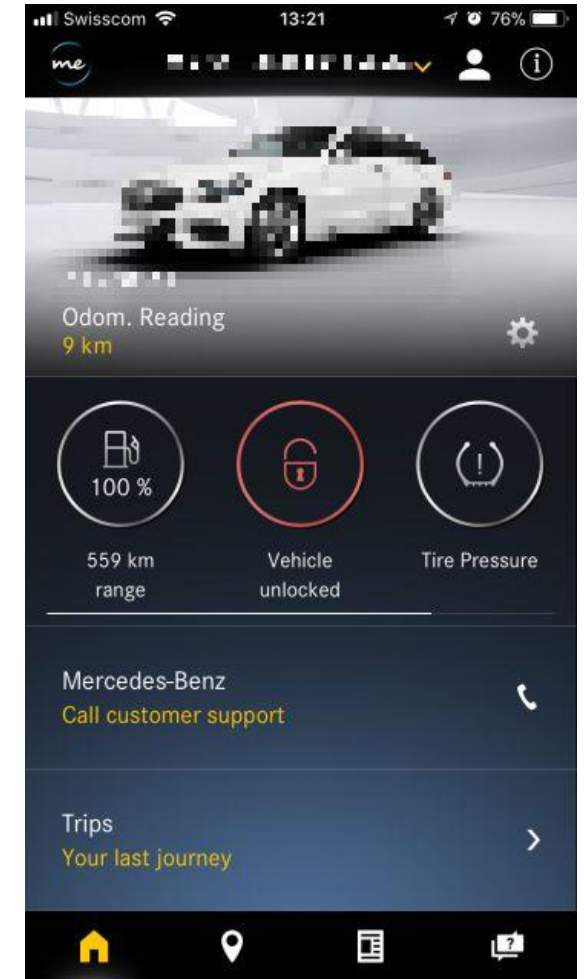 Swisscom 13:21 76%
me
Odom. Reading
9 km
100 %
559 km
range
Vehicle
unlocked
Tire Pressure
Mercedes-Benz
Call customer support
Trips
Your last journey